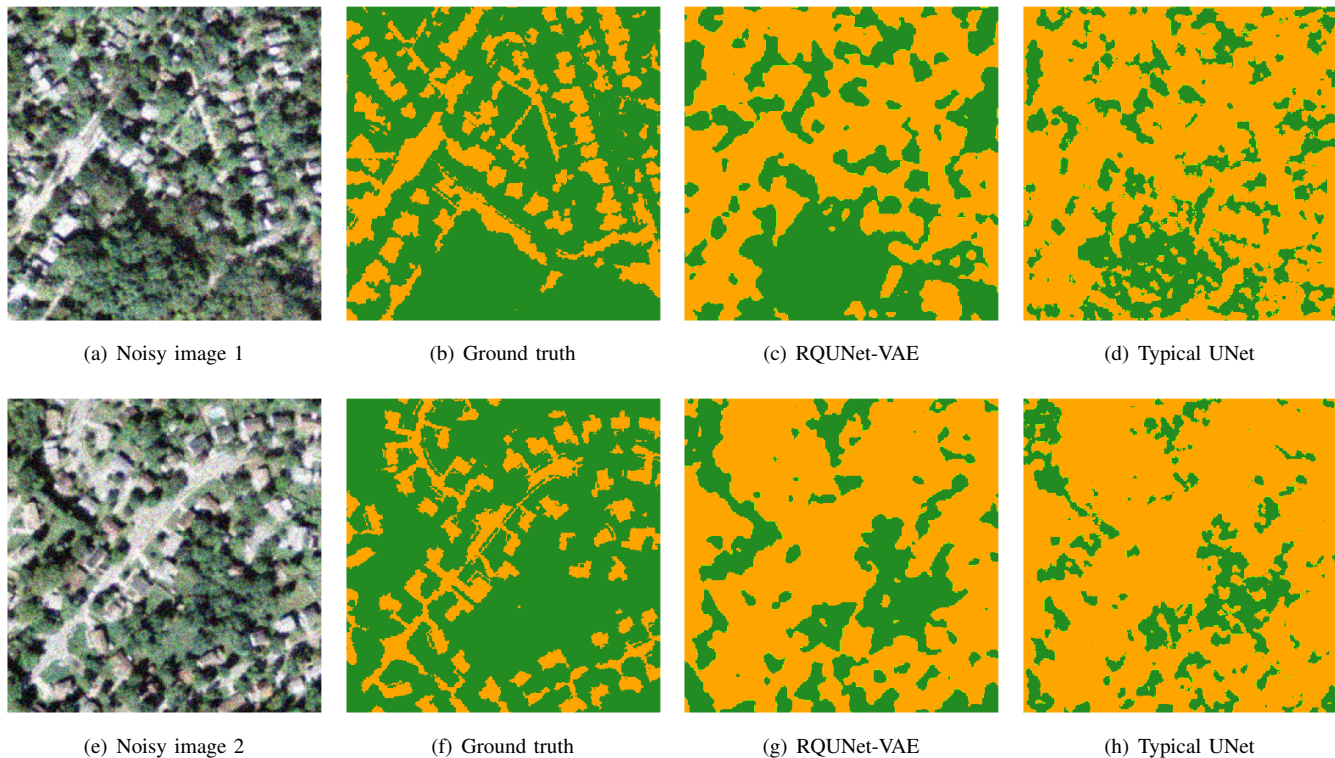 (a) Noisy image 1
(b) Ground truth
(c) RQUNet-VAE
(d) Typical UNet
(e) Noisy image 2
(f) Ground truth
(g) RQUNet-VAE
(h) Typical UNet